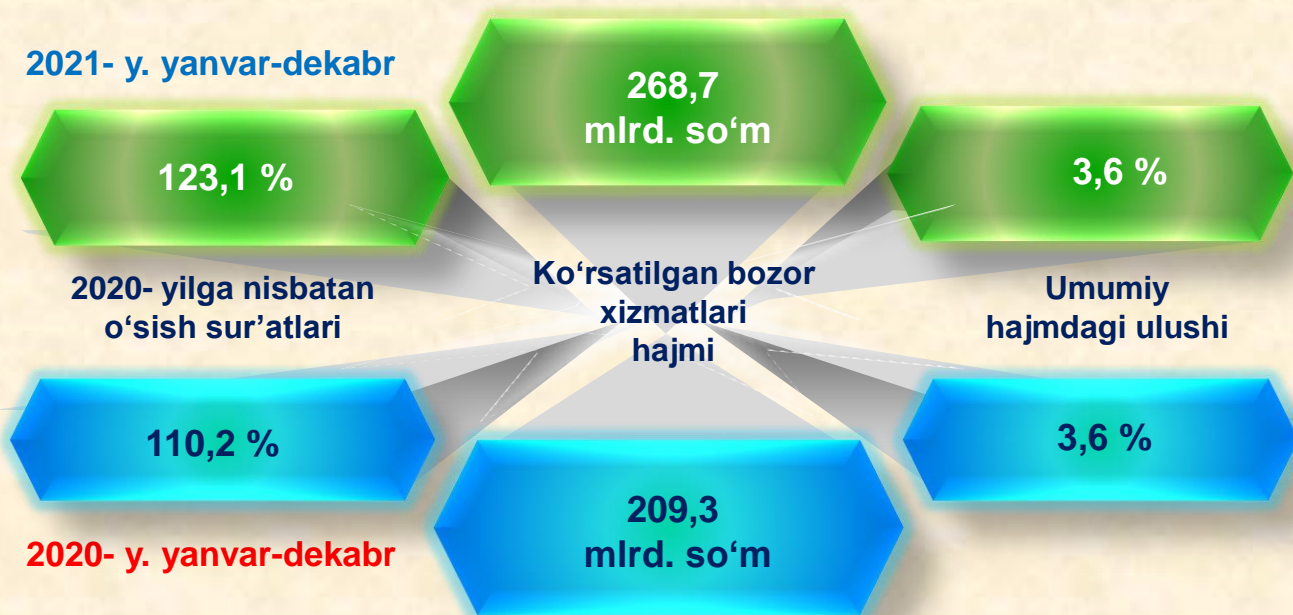 2021- y. yanvar-dekabr
268,7
mlrd. so‘m
123,1 %
3,6 %
2020- yilga nisbatan
o‘sish sur’atlari
Ko‘rsatilgan bozor
xizmatlari
hajmi
Umumiy
hajmdagi ulushi
110,2 %
3,6 %
209,3
mlrd. so‘m
2020- y. yanvar-dekabr